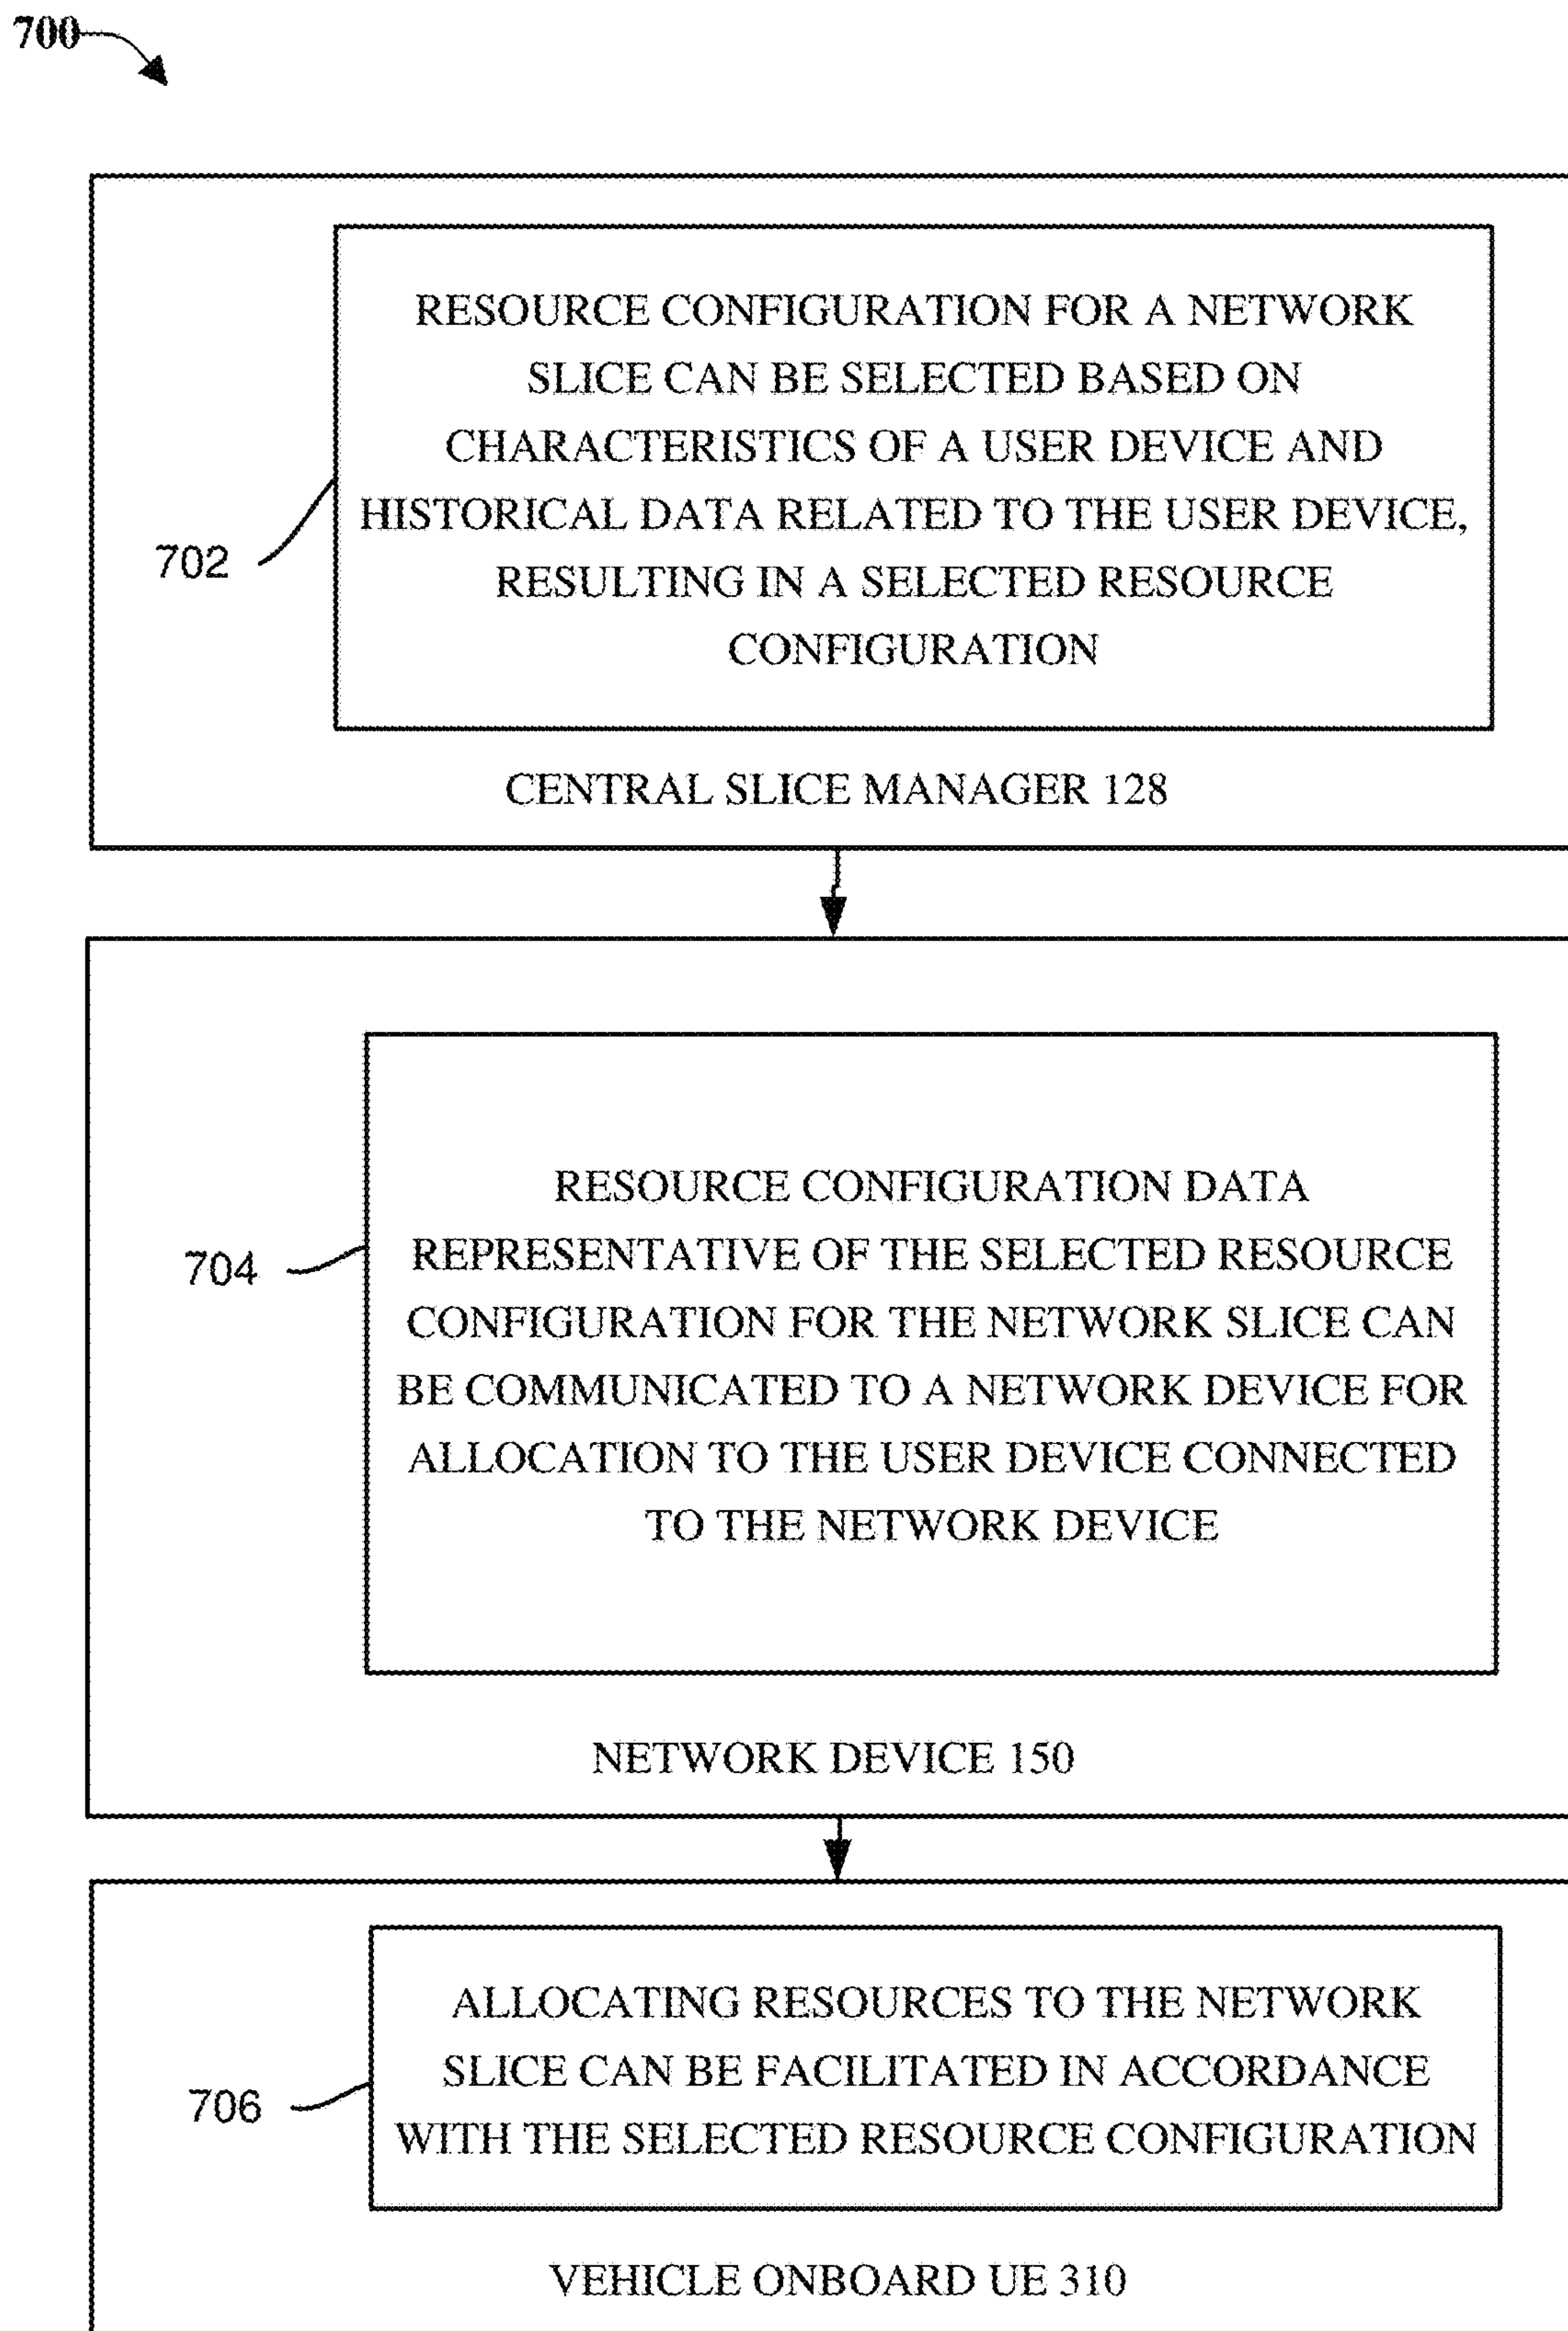 700
RESOURCE CONFIGURATION FOR A NETWORK
SLICE CAN BE SELECTED BASED ON
CHARACTERISTICS OF A USER DEVICE AND
HISTORICAL DATA RELATED TO THE USER DEVICE,
RESULTING IN A SELECTED RESOURCE
CONFIGURATION
702
CENTRAL SLICE MANAGER 128
RESOURCE CONFIGURATION DATA
REPRESENTATIVE OF THE SELECTED RESOURCE
CONFIGURATION FOR THE NETWORK SLICE CAN
BE COMMUNICATED TO A NETWORK DEVICE FOR
ALLOCATION TO THE USER DEVICE CONNECTED
TO THE NETWORK DEVICE
704
NETWORK DEVICE 150
ALLOCATING RESOURCES TO THE NETWORK
SLICE CAN BE FACILITATED IN ACCORDANCE
WITH THE SELECTED RESOURCE CONFIGURATION
706
VEHICLE ONBOARD UE 310